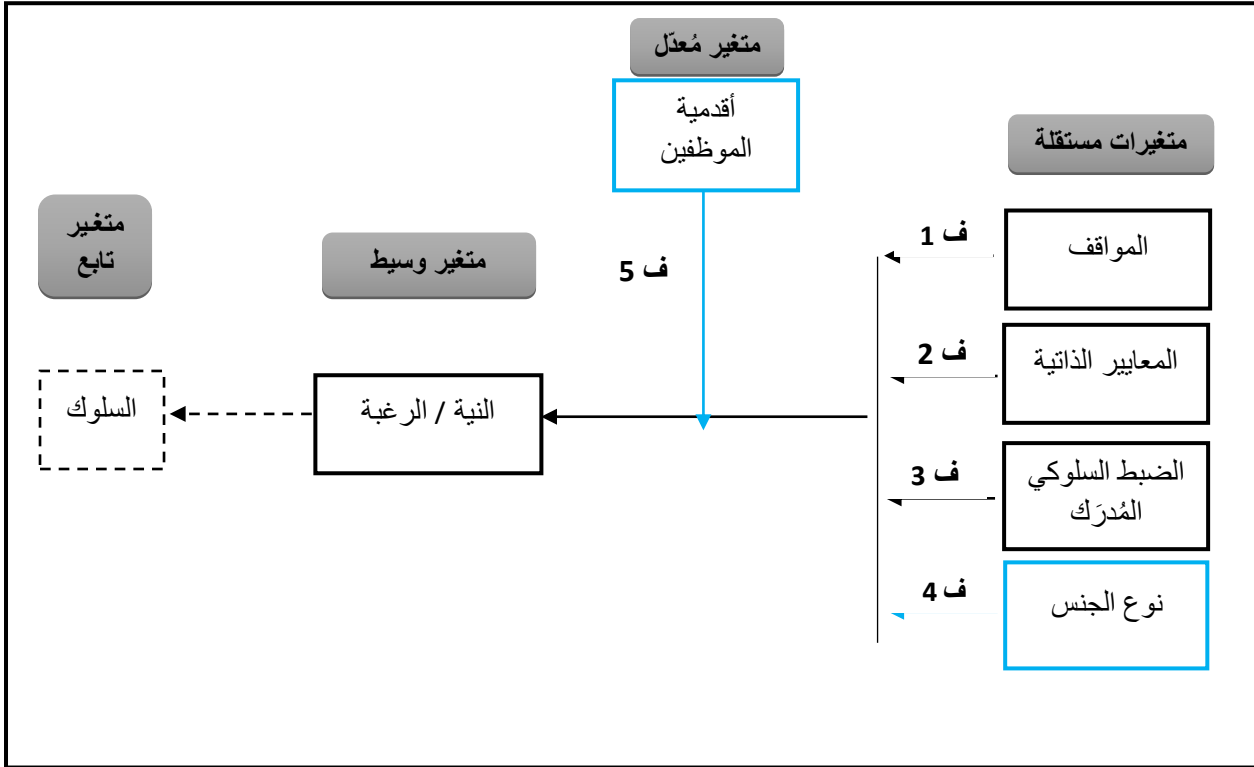 متغير مُعدّل
أقدمية
الموظفين
متغيرات مستقلة
المواقف
ف 1
المعايير الذاتية
ف 2
الضبط السلوكي
المُدرَك
ف 3
نوع الجنس
ف 4
ف 5
متغير وسيط
النية / الرغبة
متغير
تابع
السلوك